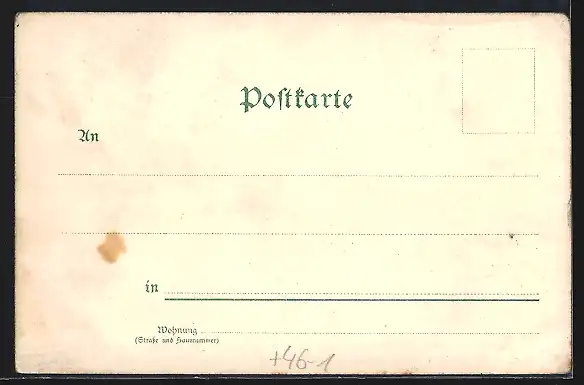 Postkarte
An
in
Wohnung
(Straße und Hausnummer)
+46-1